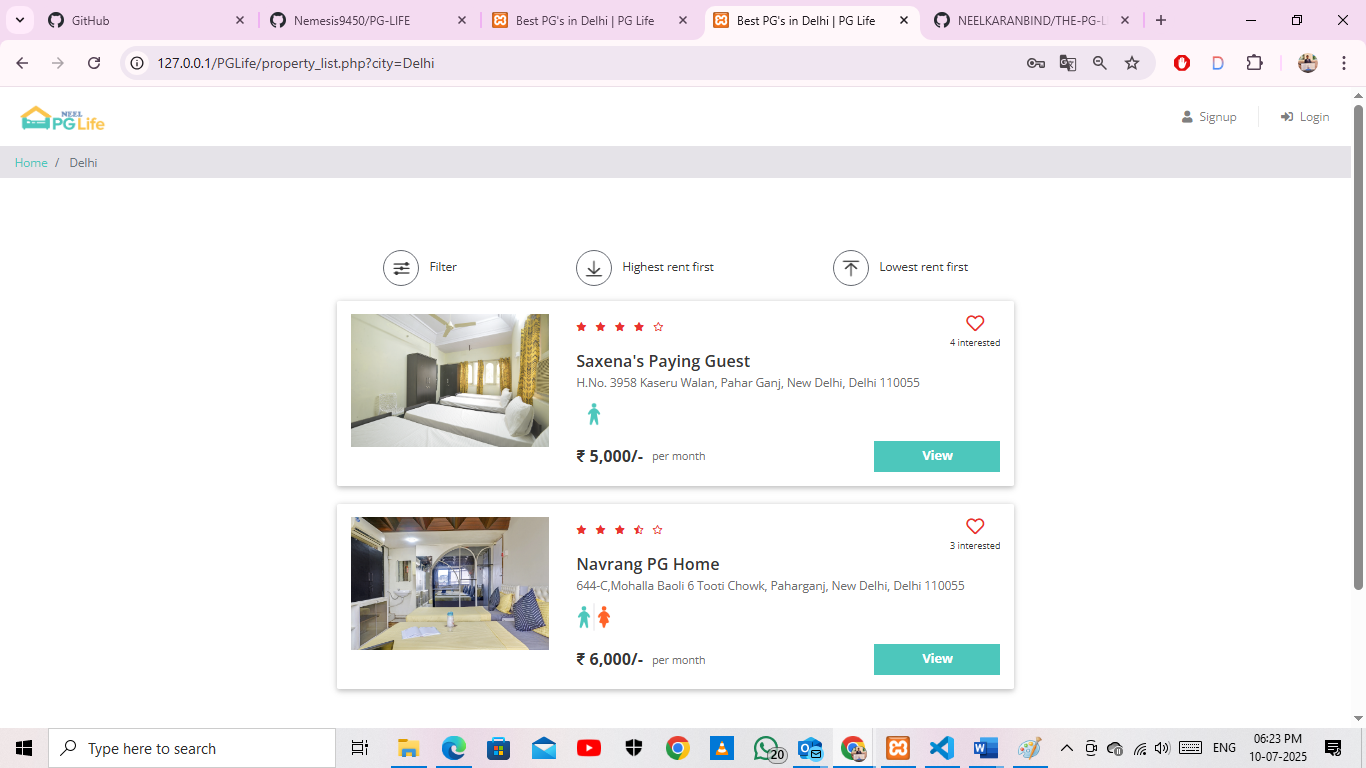 GitHub
Nemesis9450/PG-LIFE
Best PG's in Delhi | PG Life
Best PG's in Delhi | PG Life
NEELKARANBIND/THE-PG-L
127.0.0.1/PGLife/property_list.php?city=Delhi
NEEL
PG Life
Signup
Login
Home / Delhi
Filter
Highest rent first
Lowest rent first
4 interested
Saxena's Paying Guest
H.No. 3958 Kaseru Walan, Pahar Ganj, New Delhi, Delhi 110055
₹ 5,000/- per month
View
3 interested
Navrang PG Home
644-C,Mohalla Baoli 6 Tooti Chowk, Paharganj, New Delhi, Delhi 110055
₹ 6,000/- per month
View
Type here to search
20
ENG
06:23 PM
10-07-2025